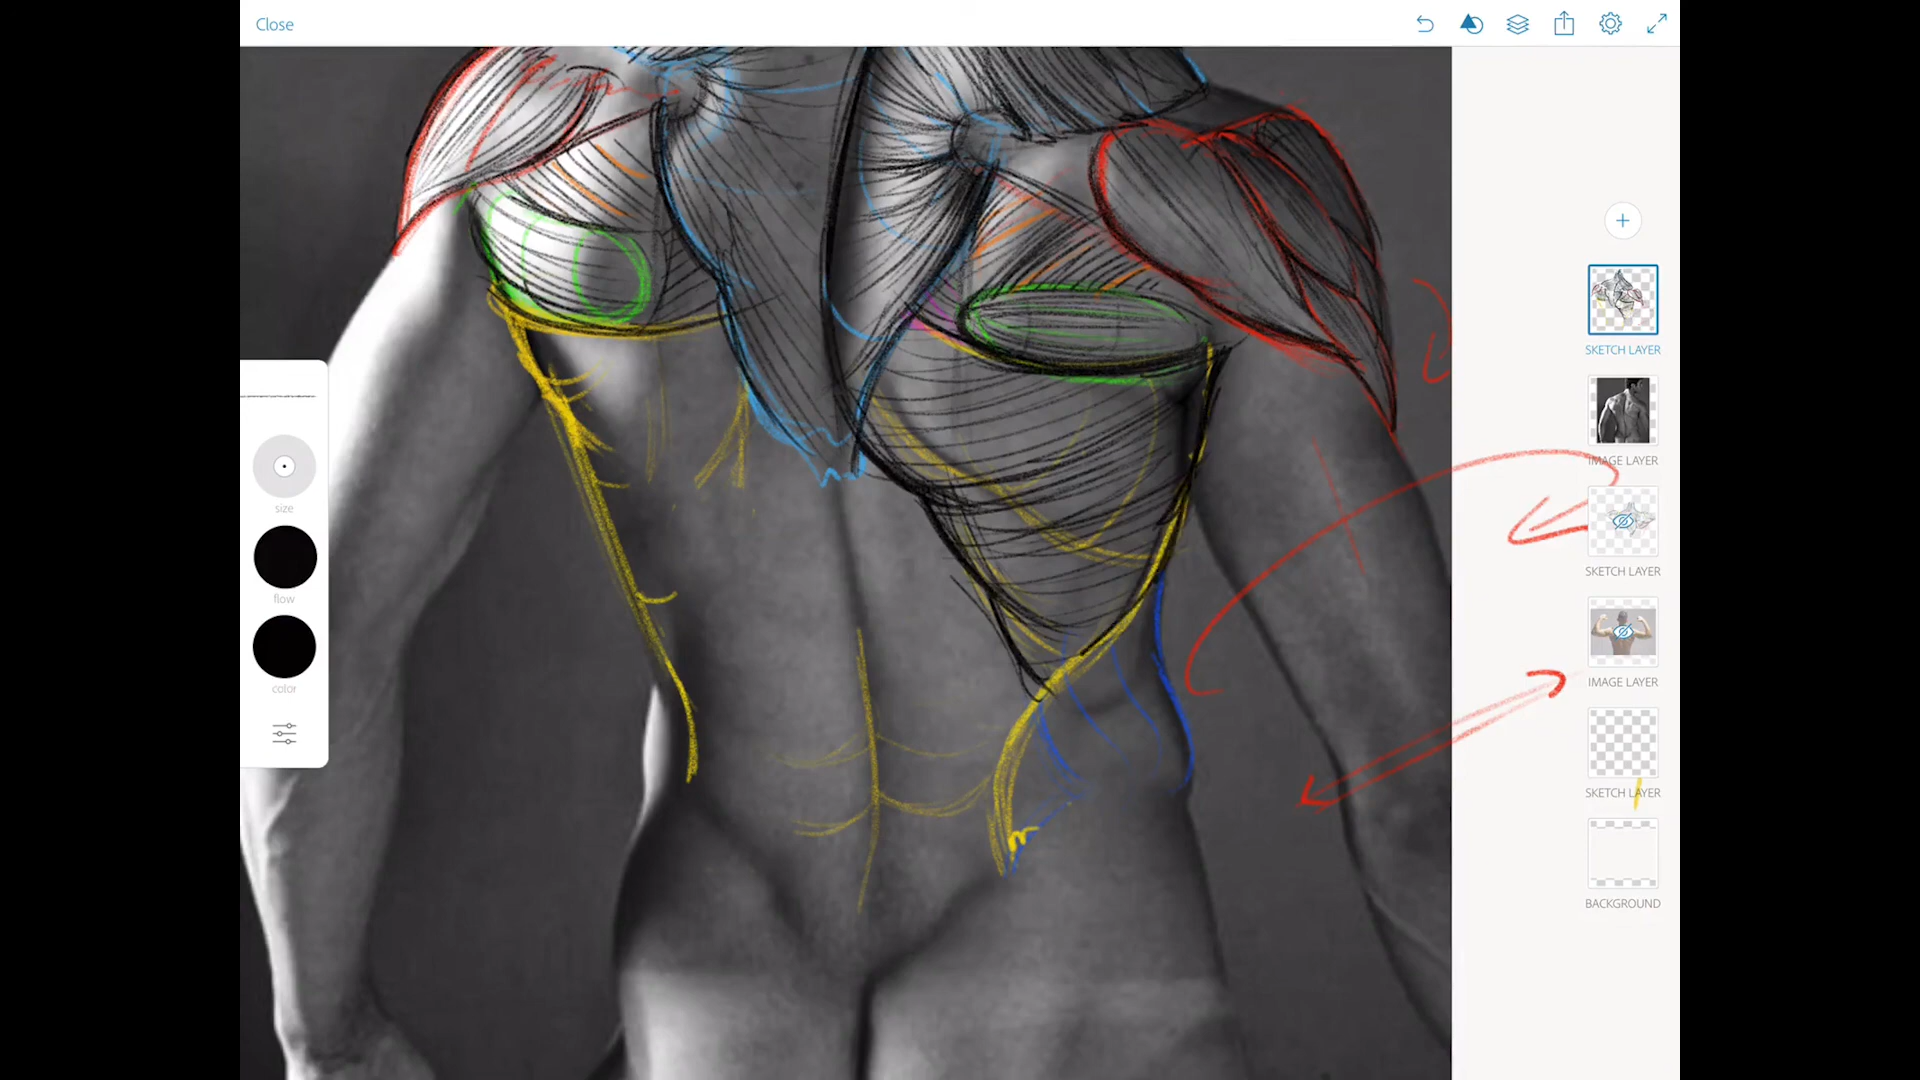 Close
SKETCH LAYER
IMAGE LAYER
SKETCH LAYER
IMAGE LAYER
SKETCH LAYER
BACKGROUND
size
flow
color